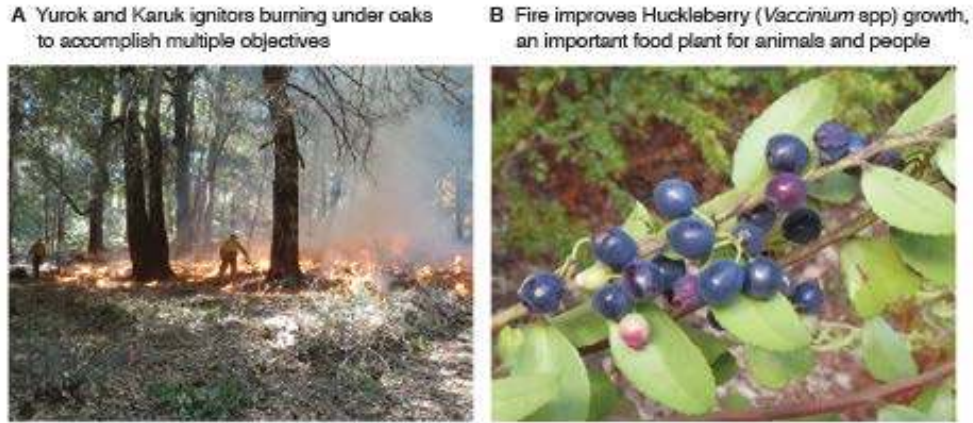 A Yurok and Karuk ignitors burning under oaks
to accomplish multiple objectives
B Fire improves Huckleberry (Vaccinium spp) growth,
an important food plant for animals and people